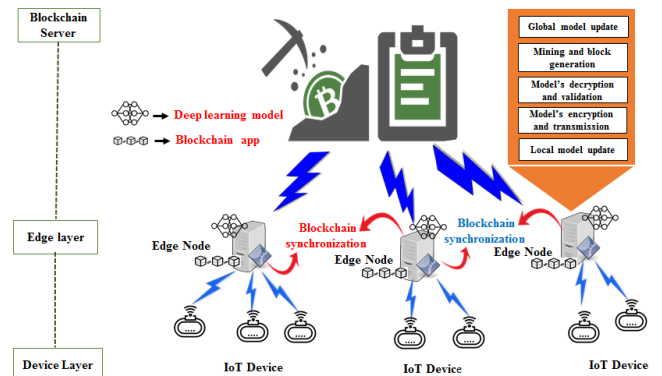 Blockchain
Server
Global model update
Mining and block
generation
Model's decryption
and validation
Model's encryption
and transmission
Local model update
Deep learning model
Blockchain app
Edge layer
Edge Node
Blockchain
synchronization
Edge Node
Blockchain
synchronization
Edge Node
Device Layer
IoT Device
IoT Device
IoT Device